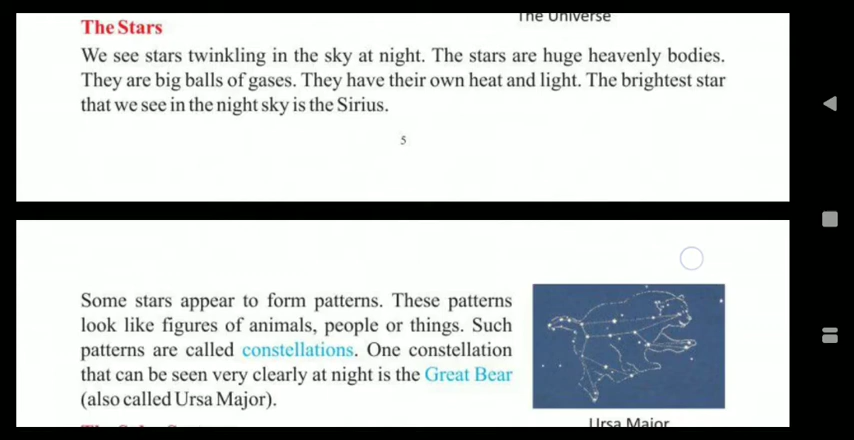 The Universe
The Stars
We see stars twinkling in the sky at night. The stars are huge heavenly bodies.
They are big balls of gases. They have their own heat and light. The brightest star
that we see in the night sky is the Sirius.
5
Some stars appear to form patterns. These patterns
look like figures of animals, people or things. Such
patterns are called constellations. One constellation
that can be seen very clearly at night is the Great Bear
(also called Ursa Major).
Ursa Major